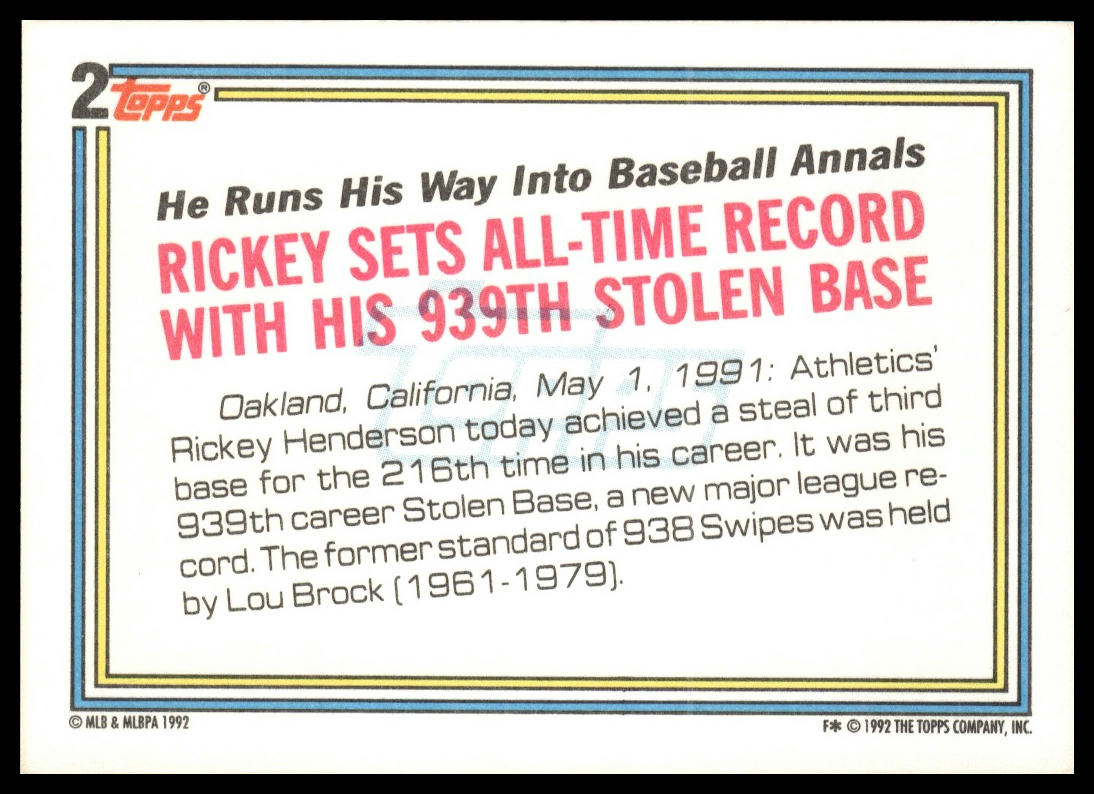 2 Topps®
He Runs His Way Into Baseball Annals
RICKEY SETS ALL-TIME RECORD
WITH HIS 939TH STOLEN BASE
Topps
Oakland, California, May 1, 1991: Athletics'
Rickey Henderson today achieved a steal of third
base for the 216th time in his career. It was his
939th career Stolen Base, a new major league re-
cord. The former standard of 938 Swipes was held
by Lou Brock (1961-1979).
© MLB & MLBPA 1992
F* © 1992 THE TOPPS COMPANY, INC.